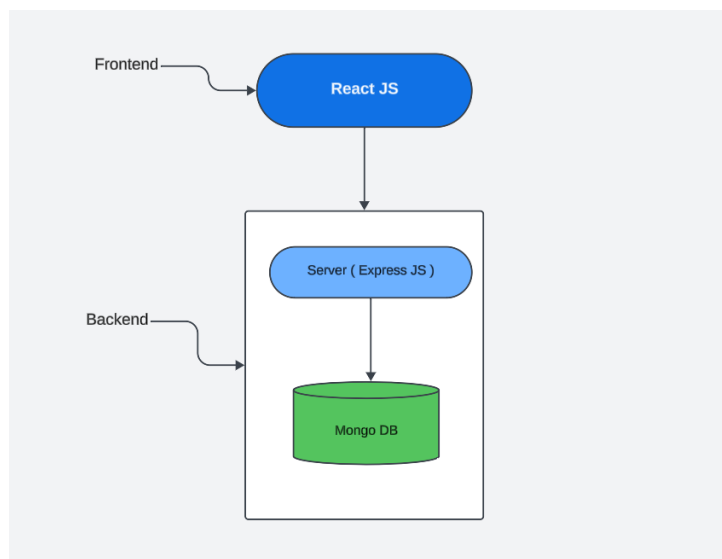 Frontend
React JS
Server ( Express JS )
Backend
Mongo DB